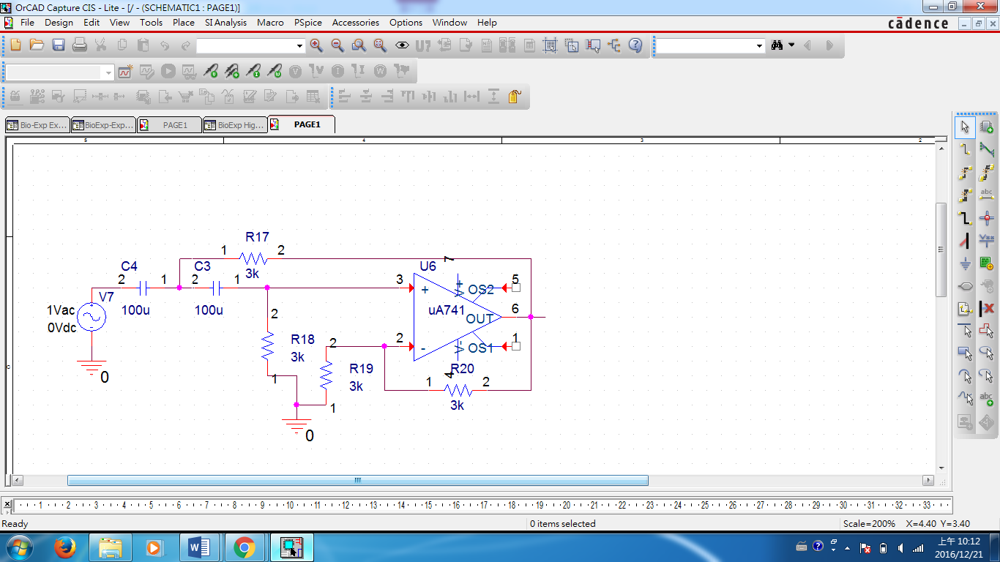 OrCAD Capture CIS - Lite - [/ - (SCHEMATIC1 : PAGE1)]
File Design Edit View Tools Place SI Analysis Macro PSpice Accessories Options Window Help
cādence
Bio-Exp Ex... BioExp-Exp... PAGE1 BioExp Hig... PAGE1
5 4 3 2
R17
1 2
C4 C3 3k U6 7
2 1 2 1 3 5
V7 + V+ OS2
1Vac 100u 100u uA741 6
0Vdc 2 OUT
R18 2 2 1
3k - V- OS1
0 1 R19 4 R20
3k 1 2
1 3k
0
C
1 2 3 4 5 6 7 8 9 10 11 12 13 14 15 16 17 18 19 20 21 22 23 24 25 26 27 28 29 30 31 32 33
Ready 0 items selected Scale=200% X=4.40 Y=3.40
上午 10:12
2016/12/21